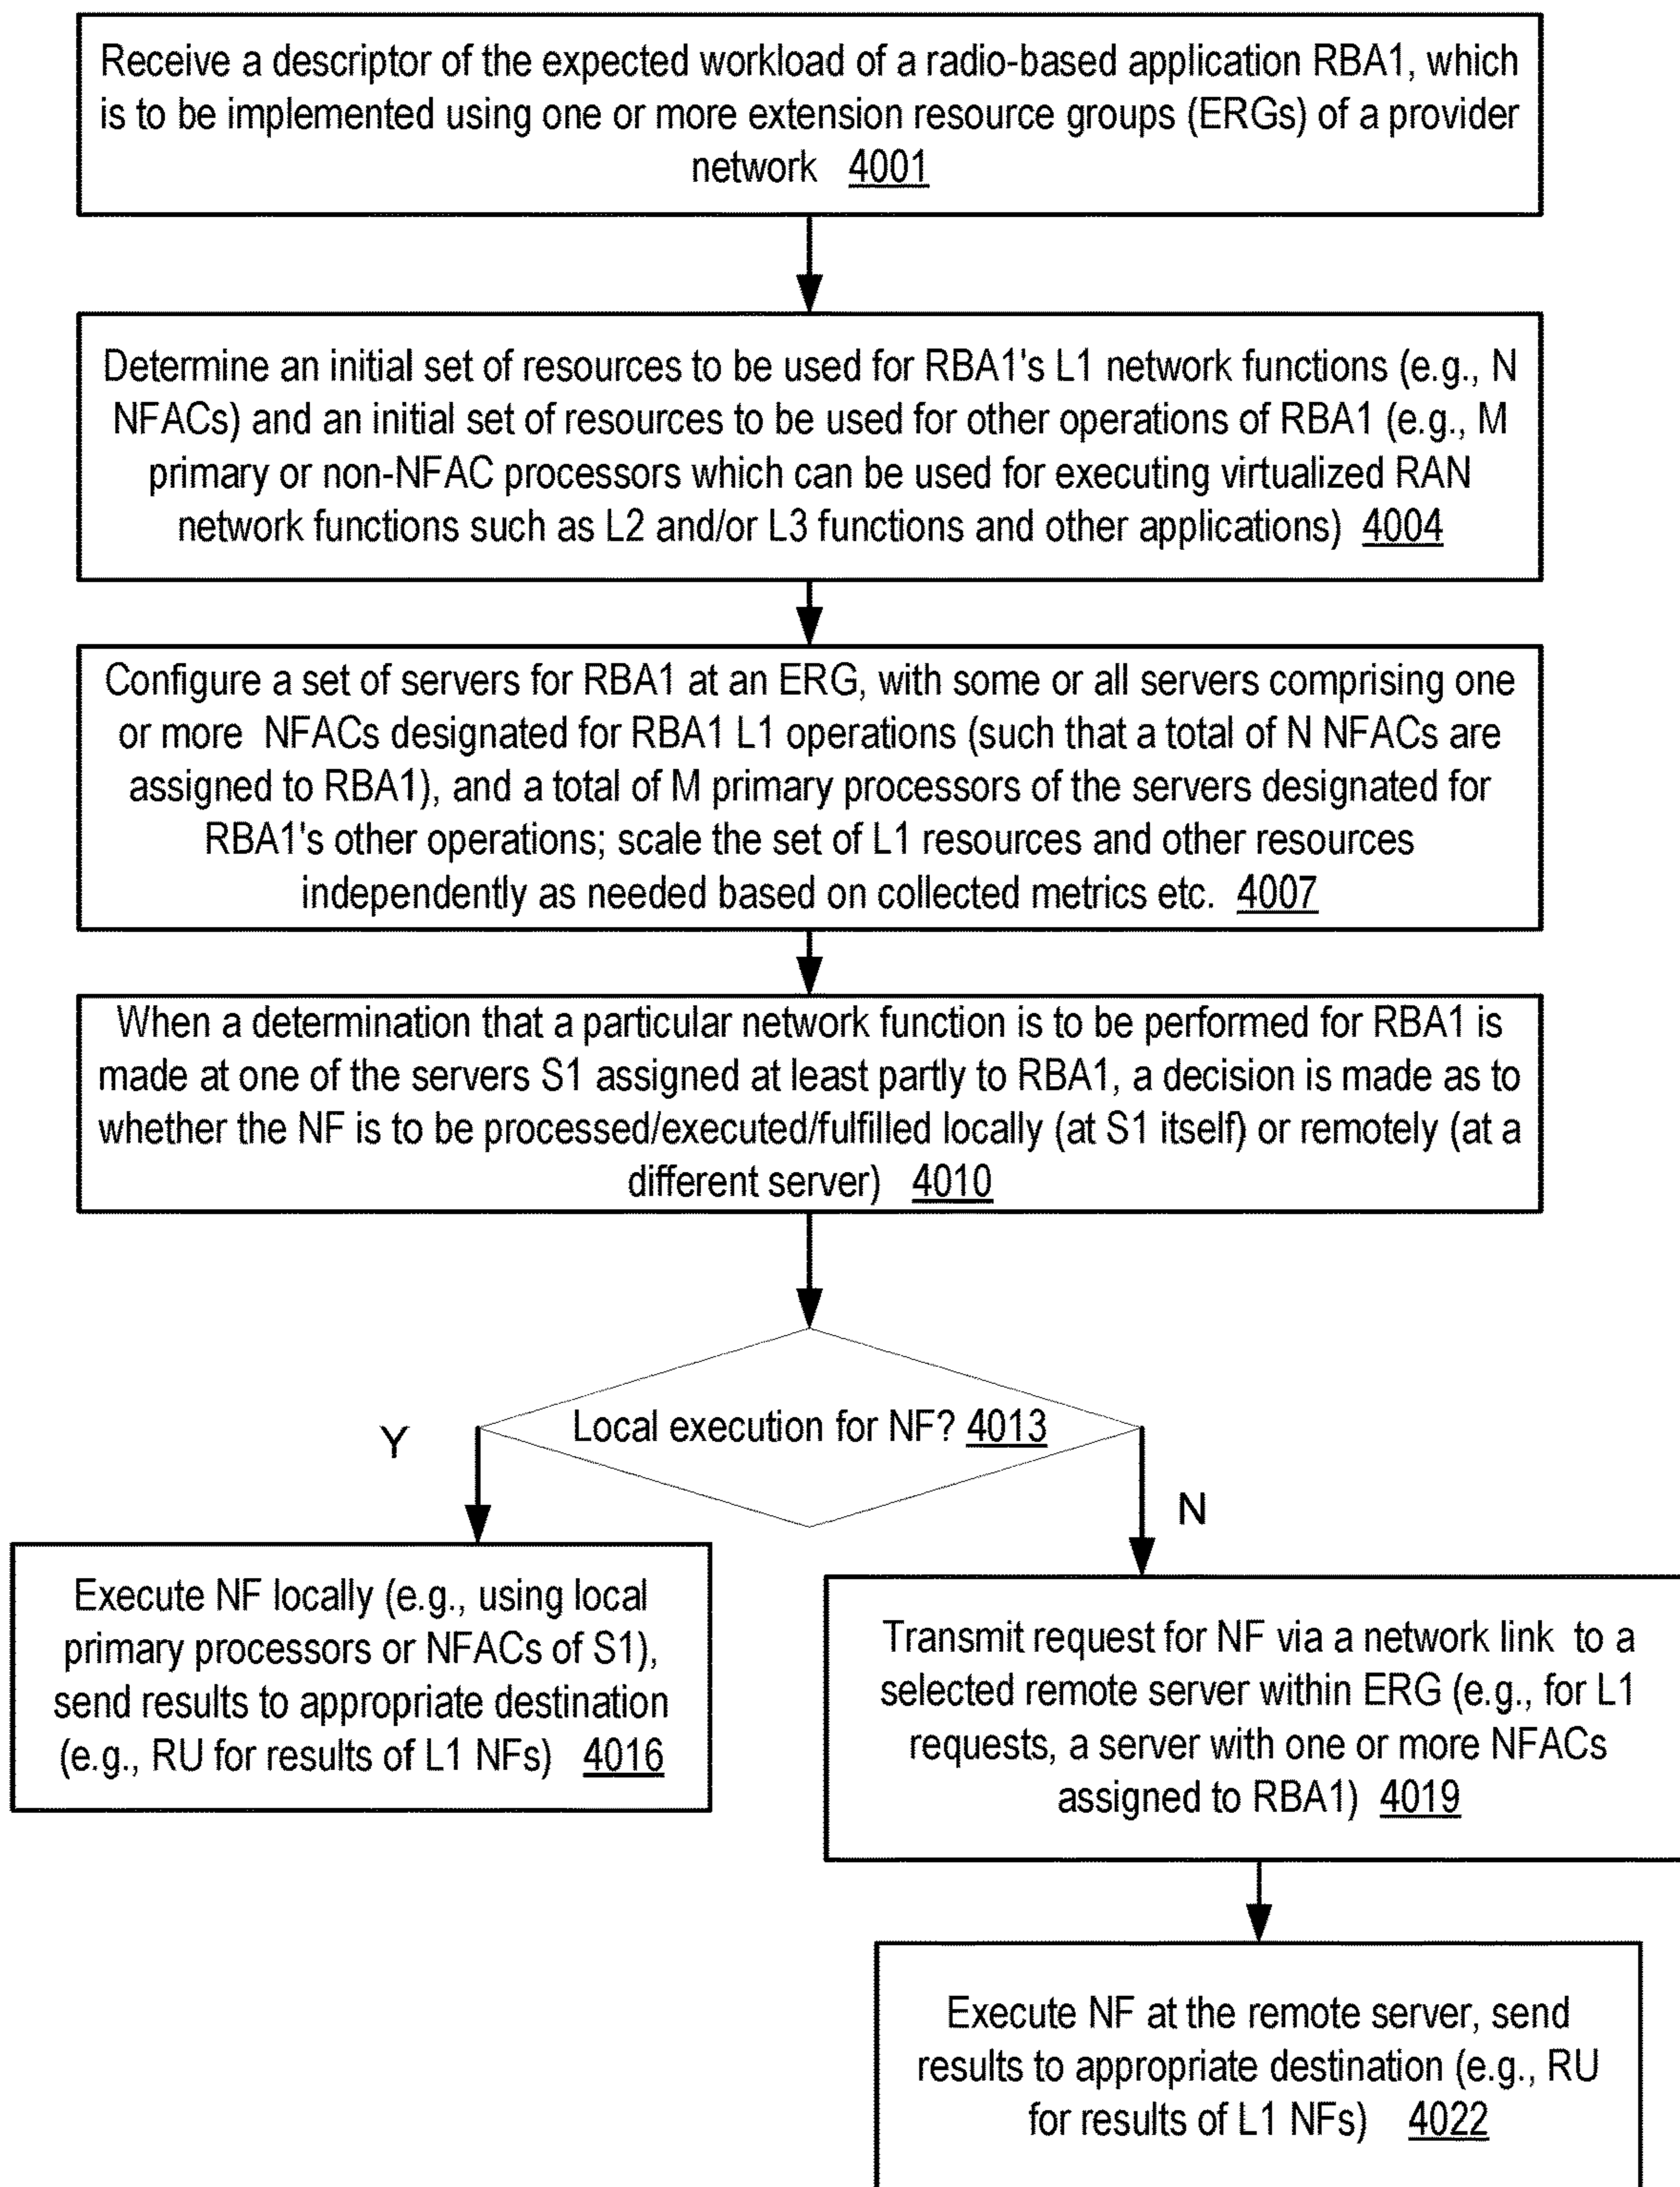 Receive a descriptor of the expected workload of a radio-based application RBA1, which
is to be implemented using one or more extension resource groups (ERGs) of a provider
network 4001
Determine an initial set of resources to be used for RBA1's L1 network functions (e.g., N
NFACs) and an initial set of resources to be used for other operations of RBA1 (e.g., M
primary or non-NFAC processors which can be used for executing virtualized RAN
network functions such as L2 and/or L3 functions and other applications) 4004
Configure a set of servers for RBA1 at an ERG, with some or all servers comprising one
or more NFACs designated for RBA1 L1 operations (such that a total of N NFACs are
assigned to RBA1), and a total of M primary processors of the servers designated for
RBA1's other operations; scale the set of L1 resources and other resources
independently as needed based on collected metrics etc. 4007
When a determination that a particular network function is to be performed for RBA1 is
made at one of the servers S1 assigned at least partly to RBA1, a decision is made as to
whether the NF is to be processed/executed/fulfilled locally (at S1 itself) or remotely (at a
different server) 4010
Local execution for NF? 4013
Y
N
Execute NF locally (e.g., using local
primary processors or NFACs of S1),
send results to appropriate destination
(e.g., RU for results of L1 NFs) 4016
Transmit request for NF via a network link to a
selected remote server within ERG (e.g., for L1
requests, a server with one or more NFACs
assigned to RBA1) 4019
Execute NF at the remote server, send
results to appropriate destination (e.g., RU
for results of L1 NFs) 4022